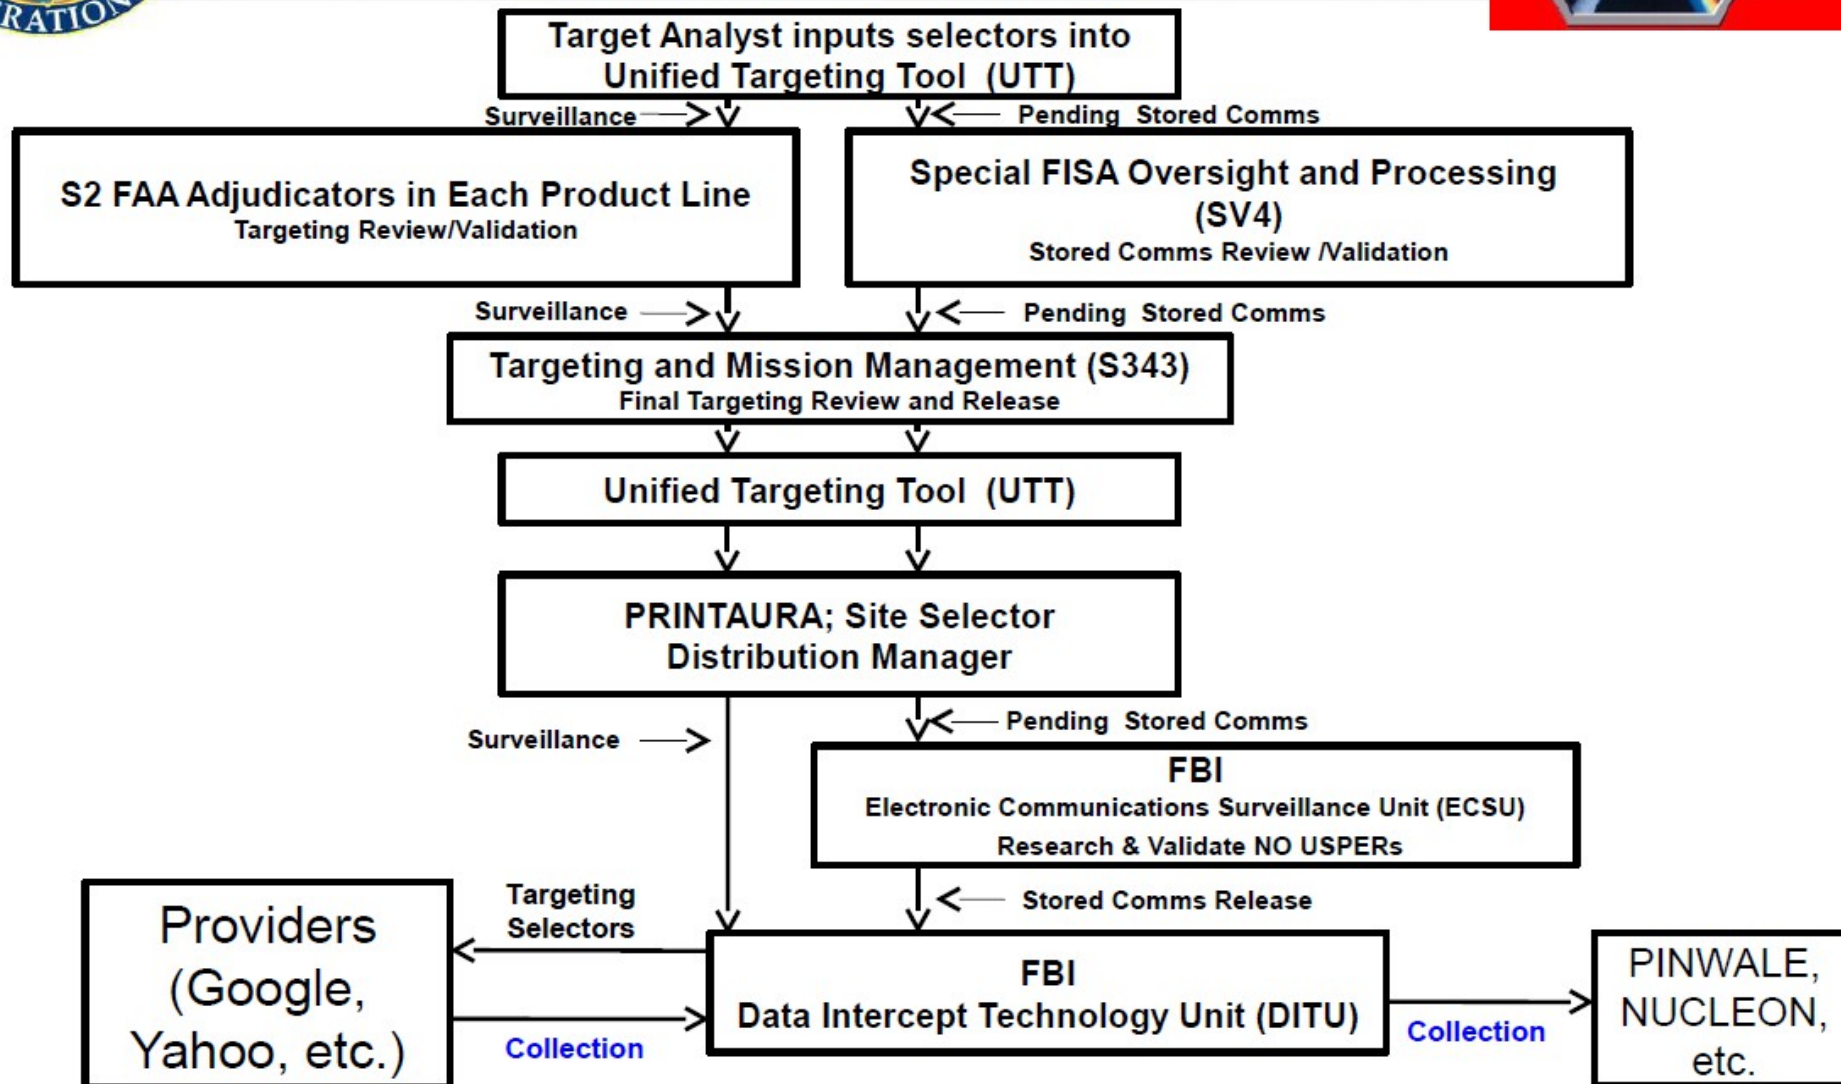 RATION
Target Analyst inputs selectors into
Unified Targeting Tool (UTT)
Surveillance
Pending Stored Comms
S2 FAA Adjudicators in Each Product Line
Targeting Review/Validation
Special FISA Oversight and Processing
(SV4)
Stored Comms Review /Validation
Surveillance
Pending Stored Comms
Targeting and Mission Management (S343)
Final Targeting Review and Release
Unified Targeting Tool (UTT)
PRINTAURA; Site Selector
Distribution Manager
Surveillance
Pending Stored Comms
FBI
Electronic Communications Surveillance Unit (ECSU)
Research & Validate NO USPERs
Targeting
Selectors
Stored Comms Release
Providers
(Google,
Yahoo, etc.)
Collection
FBI
Data Intercept Technology Unit (DITU)
Collection
PINWALE,
NUCLEON,
etc.